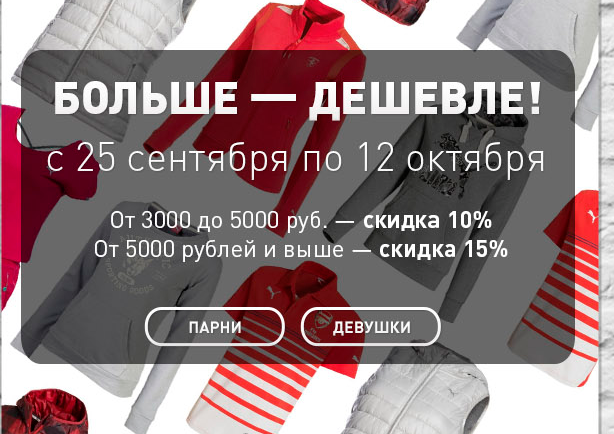 БОЛЬШЕ — ДЕШЕВЛЕ!
с 25 сентября по 12 октября
От 3000 до 5000 руб. — скидка 10%
От 5000 рублей и выше — скидка 15%
ПАРНИ
ДЕВУШКИ